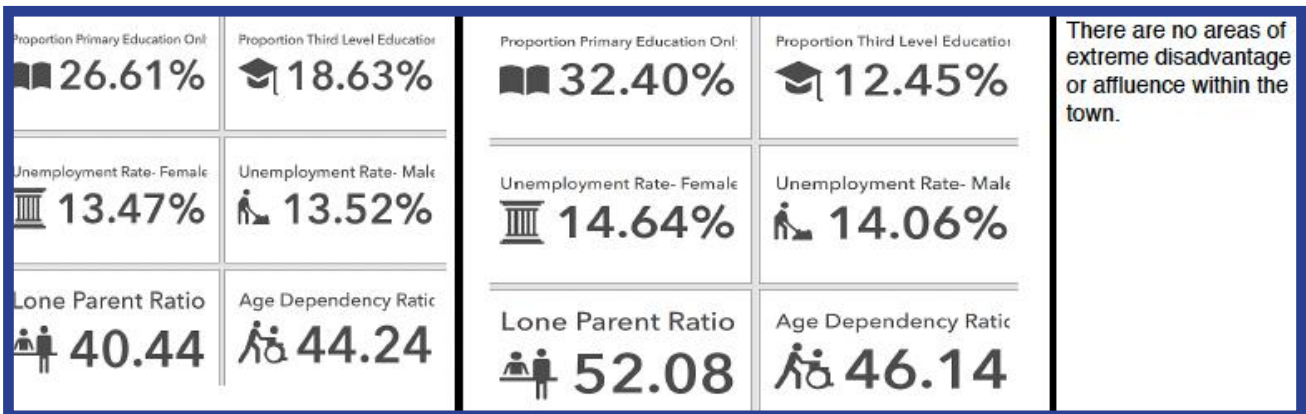 Proportion Primary Education Onl
26.61%
Proportion Third Level Education
18.63%
Unemployment Rate- Female
13.47%
Unemployment Rate- Male
13.52%
Lone Parent Ratio
40.44
Age Dependency Ratic
44.24
Proportion Primary Education Onl
32.40%
Proportion Third Level Education
12.45%
Unemployment Rate- Female
14.64%
Unemployment Rate- Male
14.06%
Lone Parent Ratio
52.08
Age Dependency Ratic
46.14
There are no areas of
extreme disadvantage
or affluence within the
town.